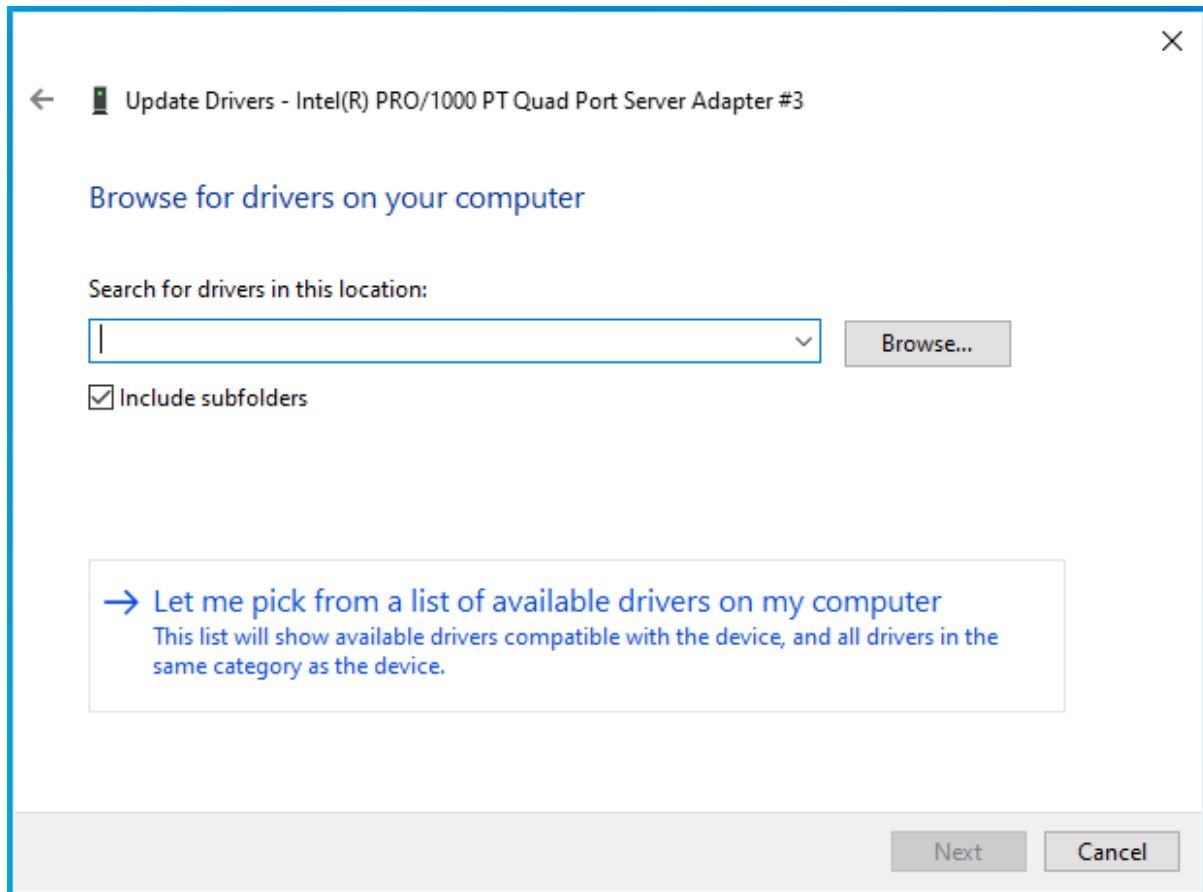 Update Drivers - Intel(R) PRO/1000 PT Quad Port Server Adapter #3
Browse for drivers on your computer
Search for drivers in this location:
Browse...
Include subfolders
Let me pick from a list of available drivers on my computer
This list will show available drivers compatible with the device, and all drivers in the
same category as the device.
Next
Cancel